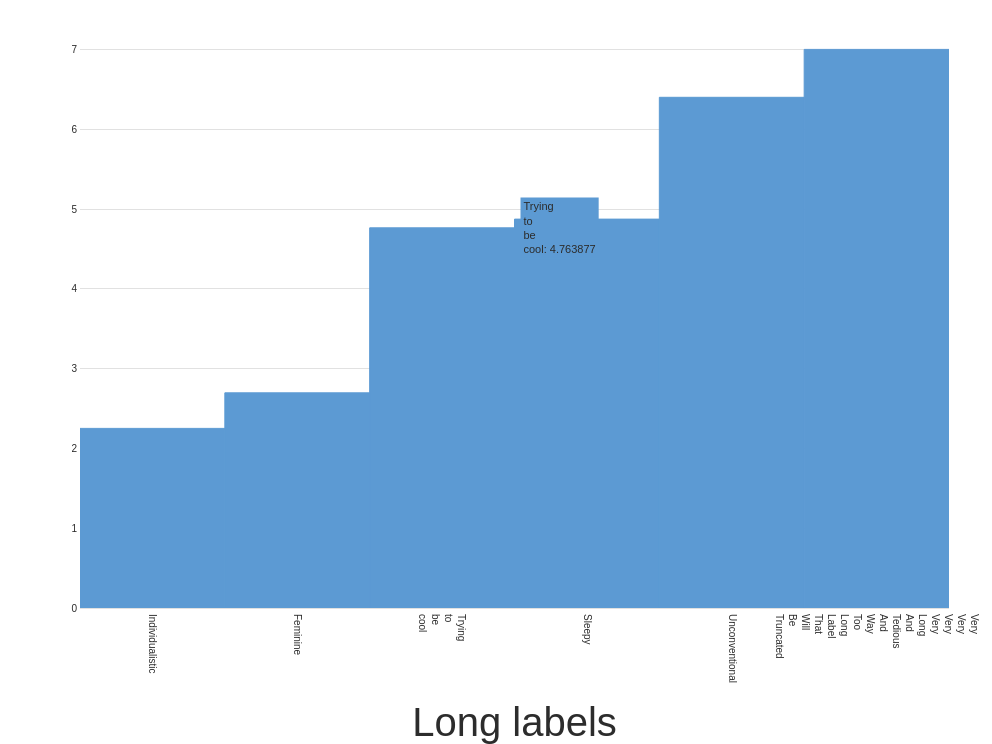 7
6
5
4
3
2
1
0
Trying
to
be
cool: 4.763877
Individualistic
Feminine
Trying
to
be
cool
Sleepy
Unconventional
Very
Very
Very
Very
Long
And
Tedious
And
Way
Too
Long
Label
That
Will
Be
Truncated
Long labels